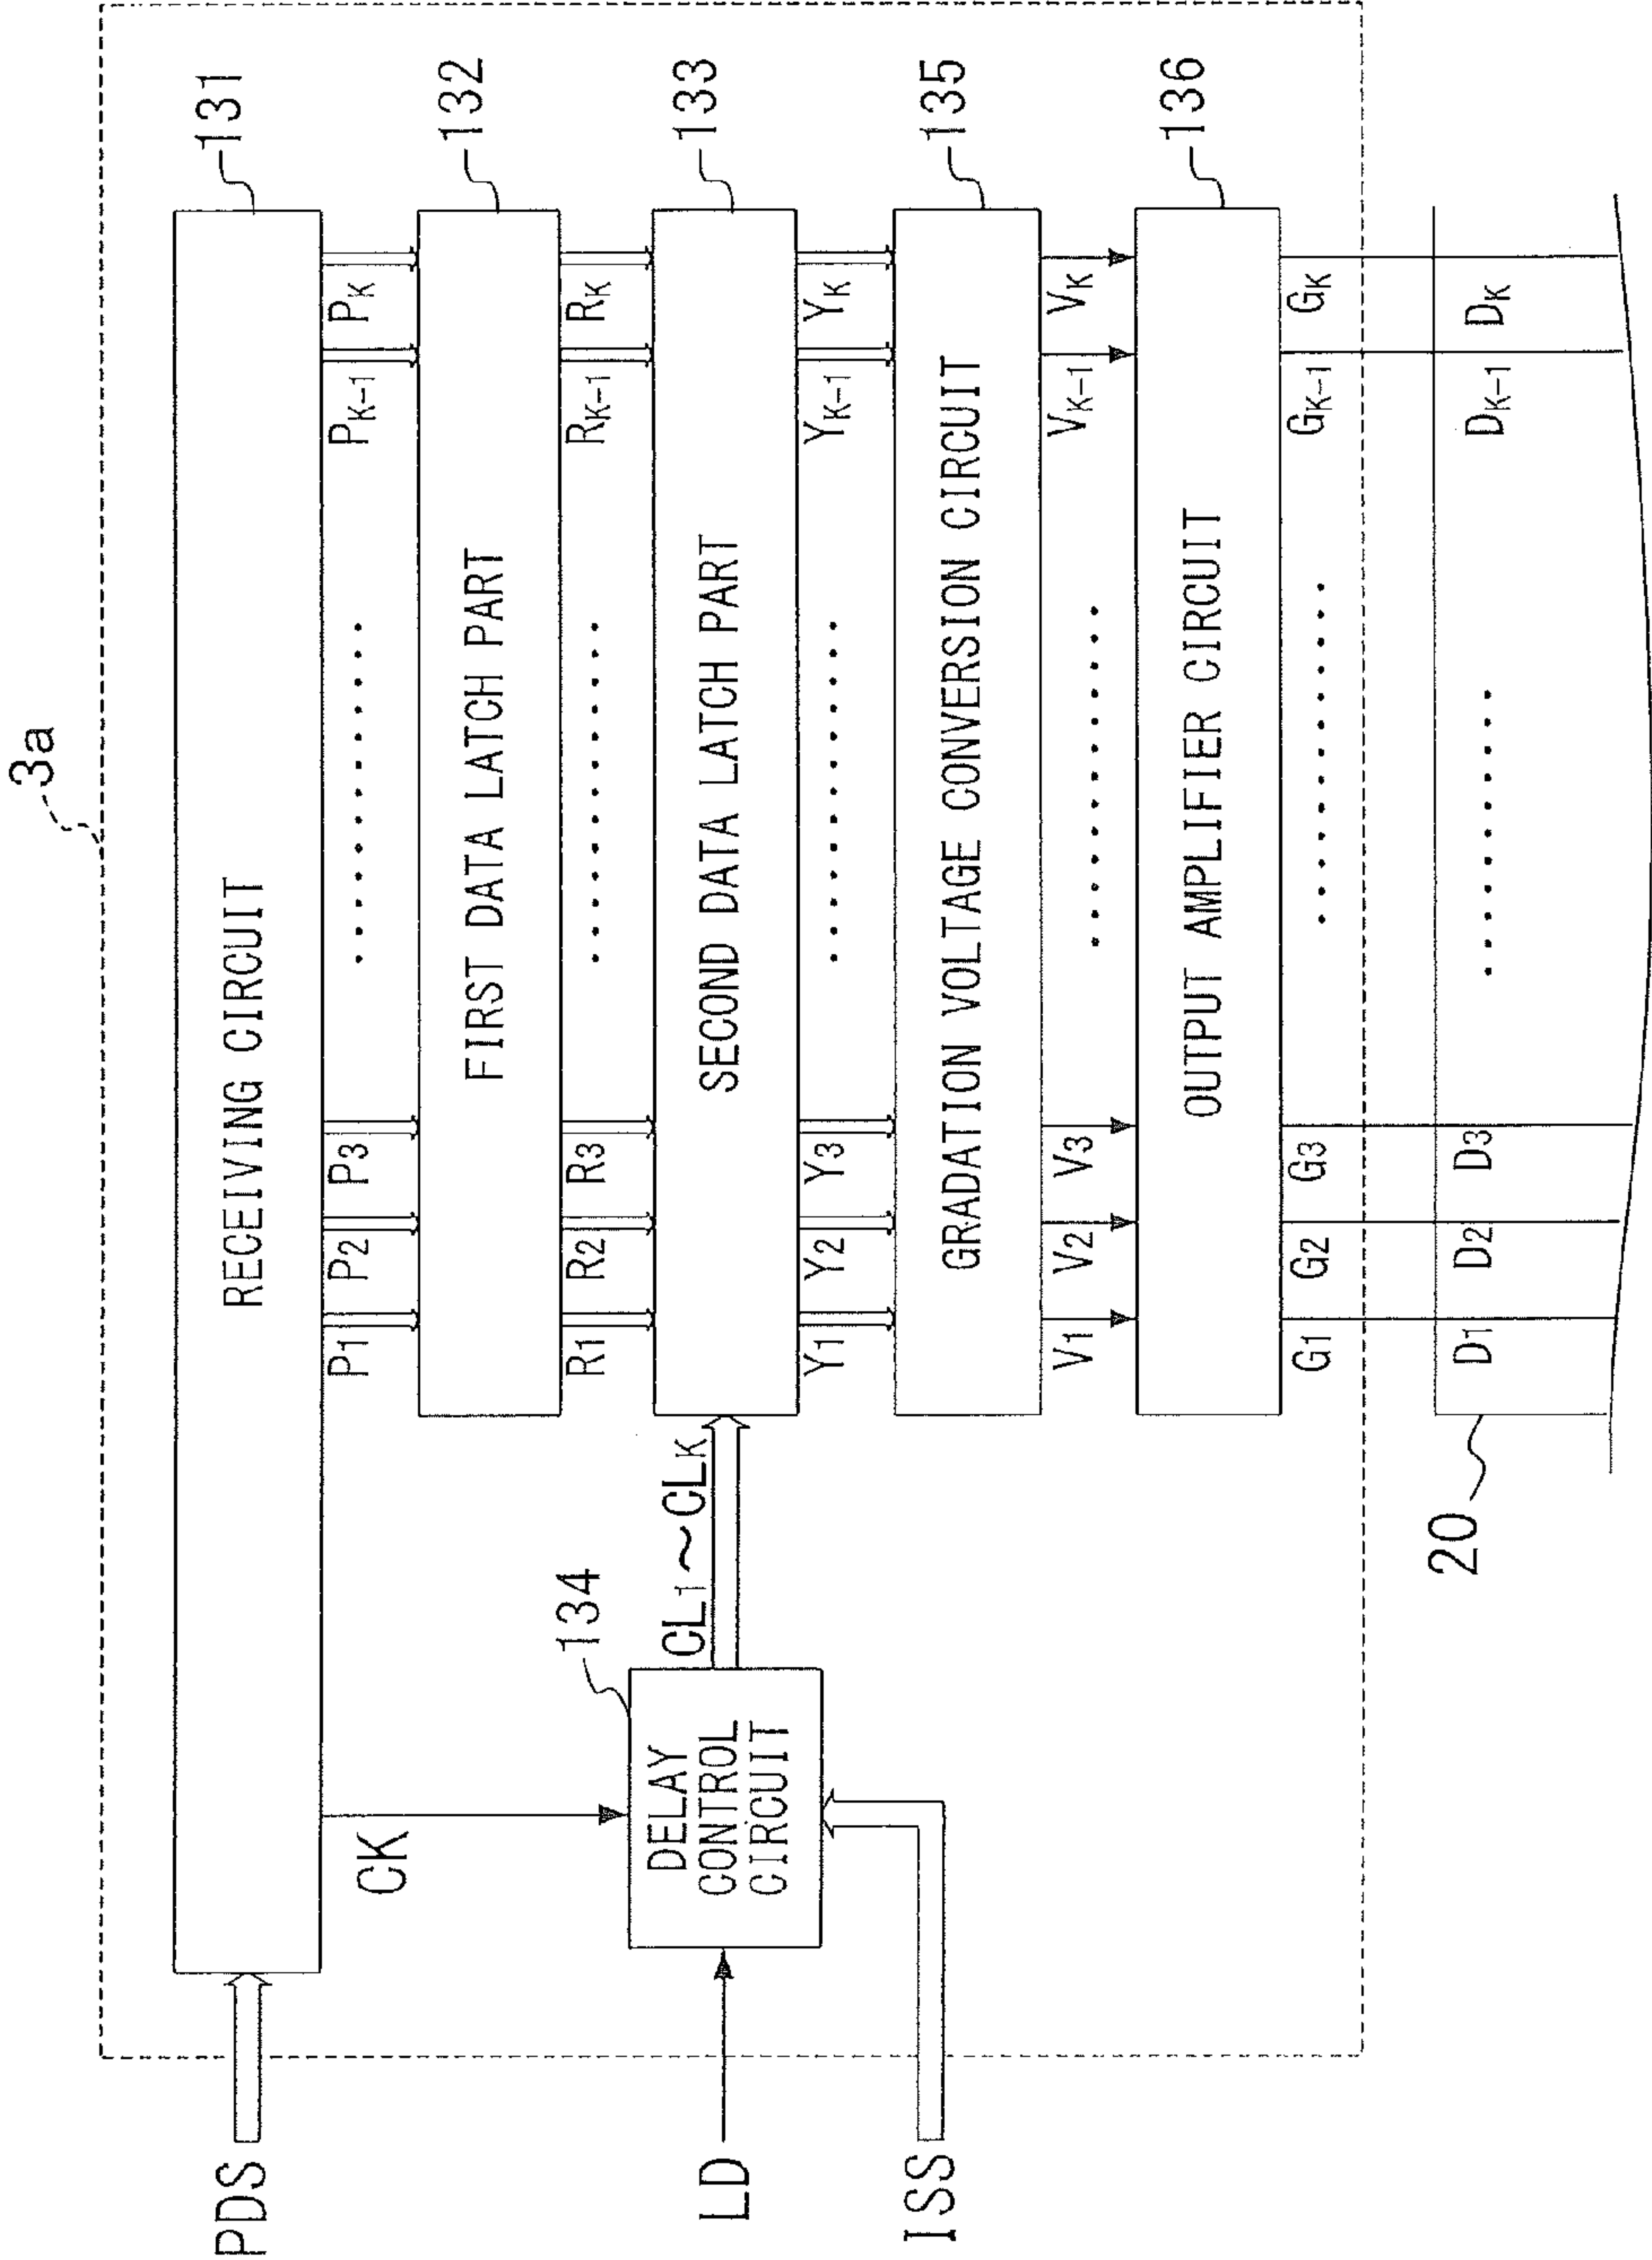 3a
PDS
RECEIVING CIRCUIT
131
CK
P1 P2 P3 PK-1 PK
FIRST DATA LATCH PART
132
R1 R2 R3 RK-1 RK
LD
ISS
DELAY
CONTROL
CIRCUIT
134
CL1~CLK
SECOND DATA LATCH PART
133
Y1 Y2 Y3 YK-1 YK
GRADATION VOLTAGE CONVERSION CIRCUIT
135
V1 V2 V3 VK-1 VK
OUTPUT AMPLIFIER CIRCUIT
136
G1 G2 G3 GK-1 GK
20
D1 D2 D3 DK-1 DK